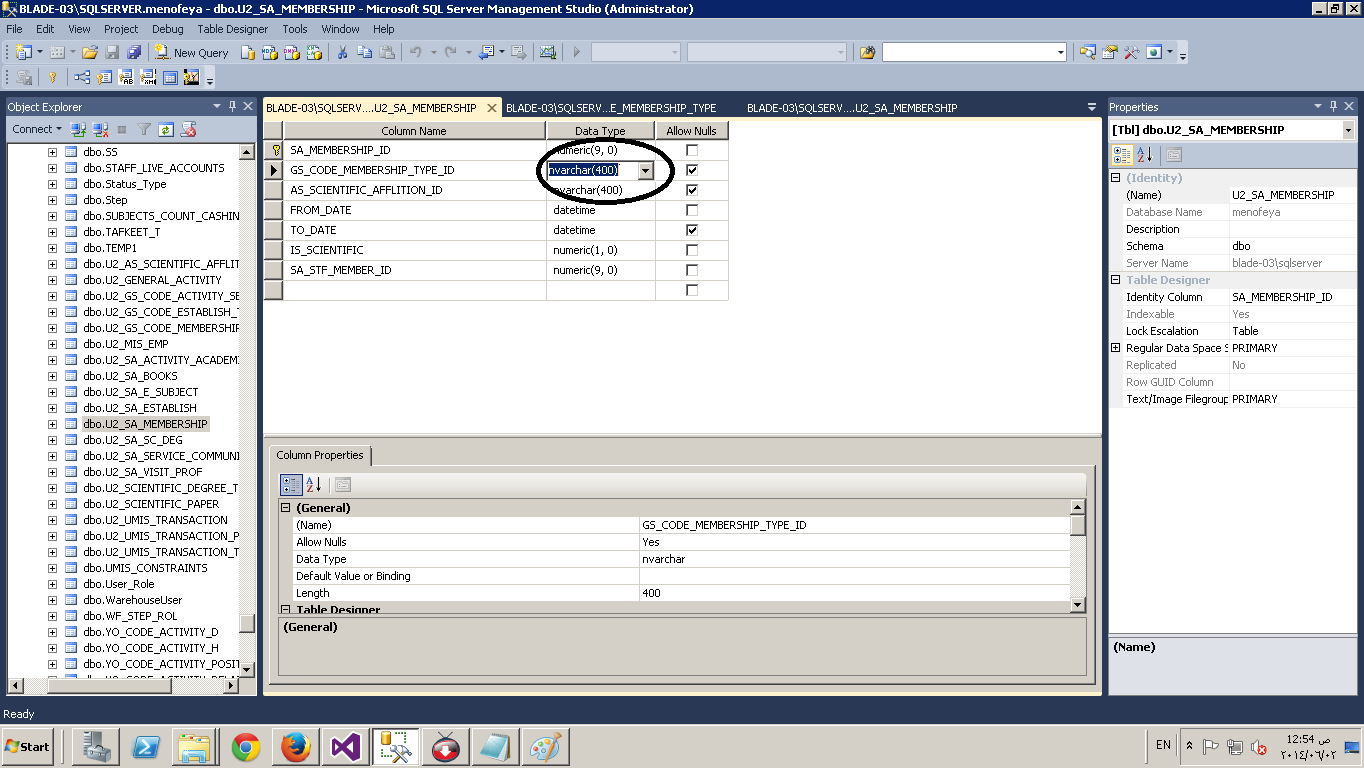 BLADE-03\SQLSERVER.menofeya - dbo.U2_SA_MEMBERSHIP - Microsoft SQL Server Management Studio (Administrator)
File Edit View Project Debug Table Designer Tools Window Help
New Query
Object Explorer
Connect
dbo.SS
dbo.STAFF_LIVE_ACCOUNTS
dbo.Status_Type
dbo.Step
dbo.SUBJECTS_COUNT_CASHIN
dbo.TAFKEET_T
dbo.TEMP1
dbo.U2_AS_SCIENTIFIC_AFFLIT
dbo.U2_GENERAL_ACTIVITY
dbo.U2_GS_CODE_ACTIVITY_SE
dbo.U2_GS_CODE_ESTABLISH_
dbo.U2_GS_CODE_MEMBERSHIP
dbo.U2_MIS_EMP
dbo.U2_SA_ACTIVITY_ACADEMI
dbo.U2_SA_BOOKS
dbo.U2_SA_E_SUBJECT
dbo.U2_SA_ESTABLISH
dbo.U2_SA_MEMBERSHIP
dbo.U2_SA_SC_DEG
dbo.U2_SA_SERVICE_COMMUNI
dbo.U2_SA_VISIT_PROF
dbo.U2_SCIENTIFIC_DEGREE_T
dbo.U2_SCIENTIFIC_PAPER
dbo.U2_UMIS_TRANSACTION
dbo.U2_UMIS_TRANSACTION_P
dbo.U2_UMIS_TRANSACTION_T
dbo.UMIS_CONSTRAINTS
dbo.User_Role
dbo.WarehouseUser
dbo.WF_STEP_ROL
dbo.YO_CODE_ACTIVITY_D
dbo.YO_CODE_ACTIVITY_H
dbo.YO_CODE_ACTIVITY_POSIT
BLADE-03\SQLSERV....U2_SA_MEMBERSHIP BLADE-03\SQLSERV...E_MEMBERSHIP_TYPE BLADE-03\SQLSERV....U2_SA_MEMBERSHIP
Column Name Data Type Allow Nulls
SA_MEMBERSHIP_ID numeric(9, 0)
GS_CODE_MEMBERSHIP_TYPE_ID nvarchar(400)
AS_SCIENTIFIC_AFFLITION_ID nvarchar(400)
FROM_DATE datetime
TO_DATE datetime
IS_SCIENTIFIC numeric(1, 0)
SA_STF_MEMBER_ID numeric(9, 0)
Column Properties
(General)
(Name) GS_CODE_MEMBERSHIP_TYPE_ID
Allow Nulls Yes
Data Type nvarchar
Default Value or Binding
Length 400
Table Designer
(General)
Properties
[Tbl] dbo.U2_SA_MEMBERSHIP
(Identity)
(Name) U2_SA_MEMBERSHIP
Database Name menofeya
Description
Schema dbo
Server Name blade-03\sqlserver
Table Designer
Identity Column SA_MEMBERSHIP_ID
Indexable Yes
Lock Escalation Table
Regular Data Space S PRIMARY
Replicated No
Row GUID Column
Text/Image Filegroup PRIMARY
(Name)
Ready
Start
EN
12:54 ص
٢٠١٤/٠٦/٠٢